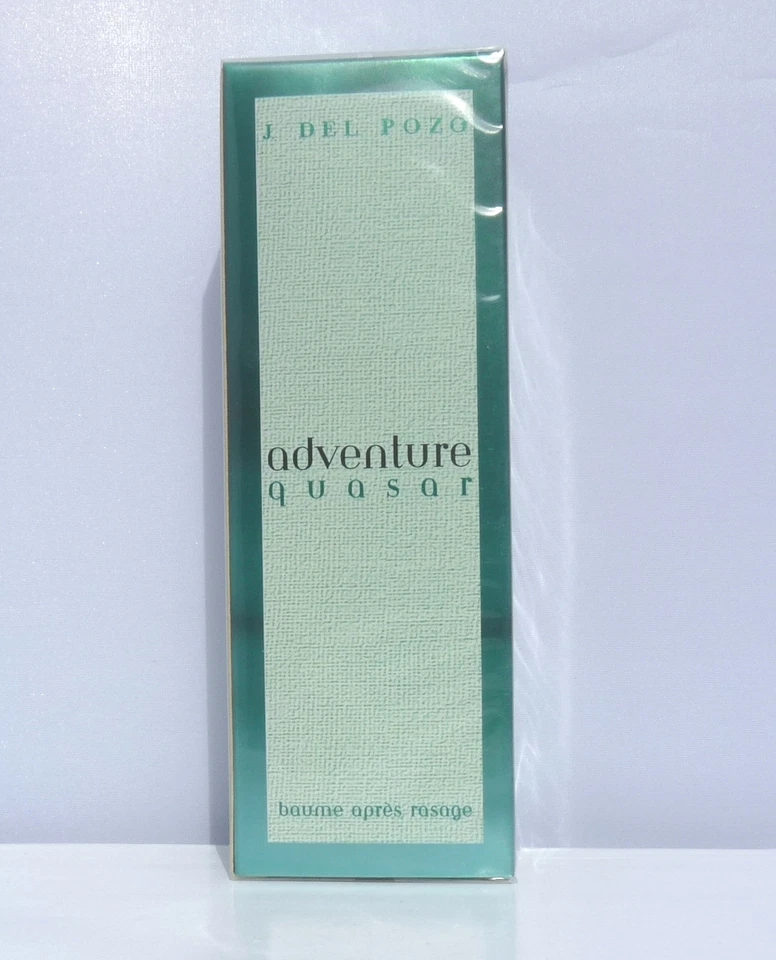 J DEL POZO
adventure
quasar
baume après rasage